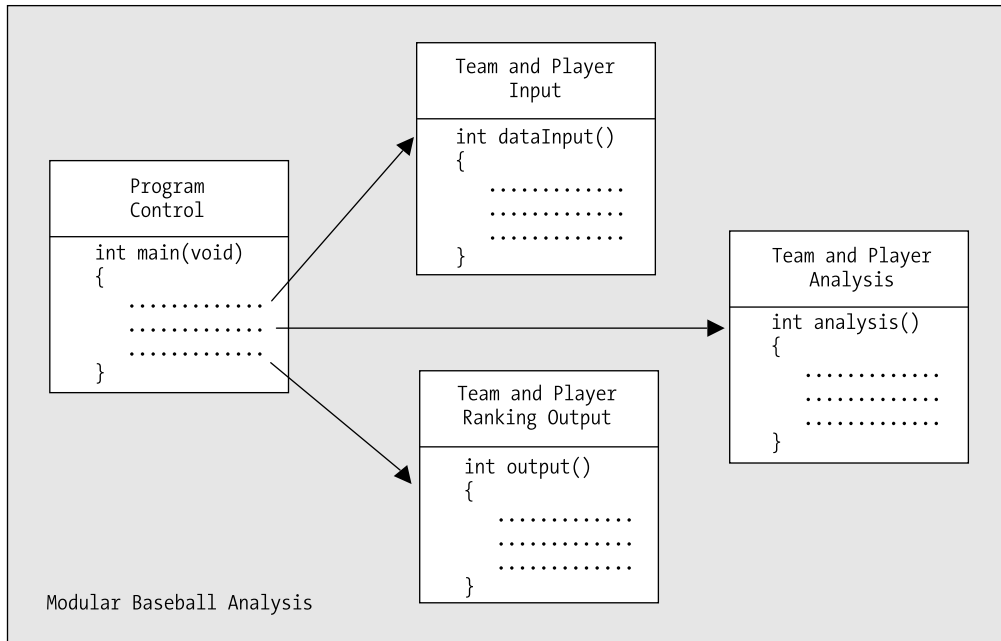 Program
Control
int main(void)
{
.............
.............
.............
}
Team and Player
Input
int dataInput()
{
.............
.............
.............
}
Team and Player
Analysis
int analysis()
{
.............
.............
.............
}
Team and Player
Ranking Output
int output()
{
.............
.............
.............
}
Modular Baseball Analysis